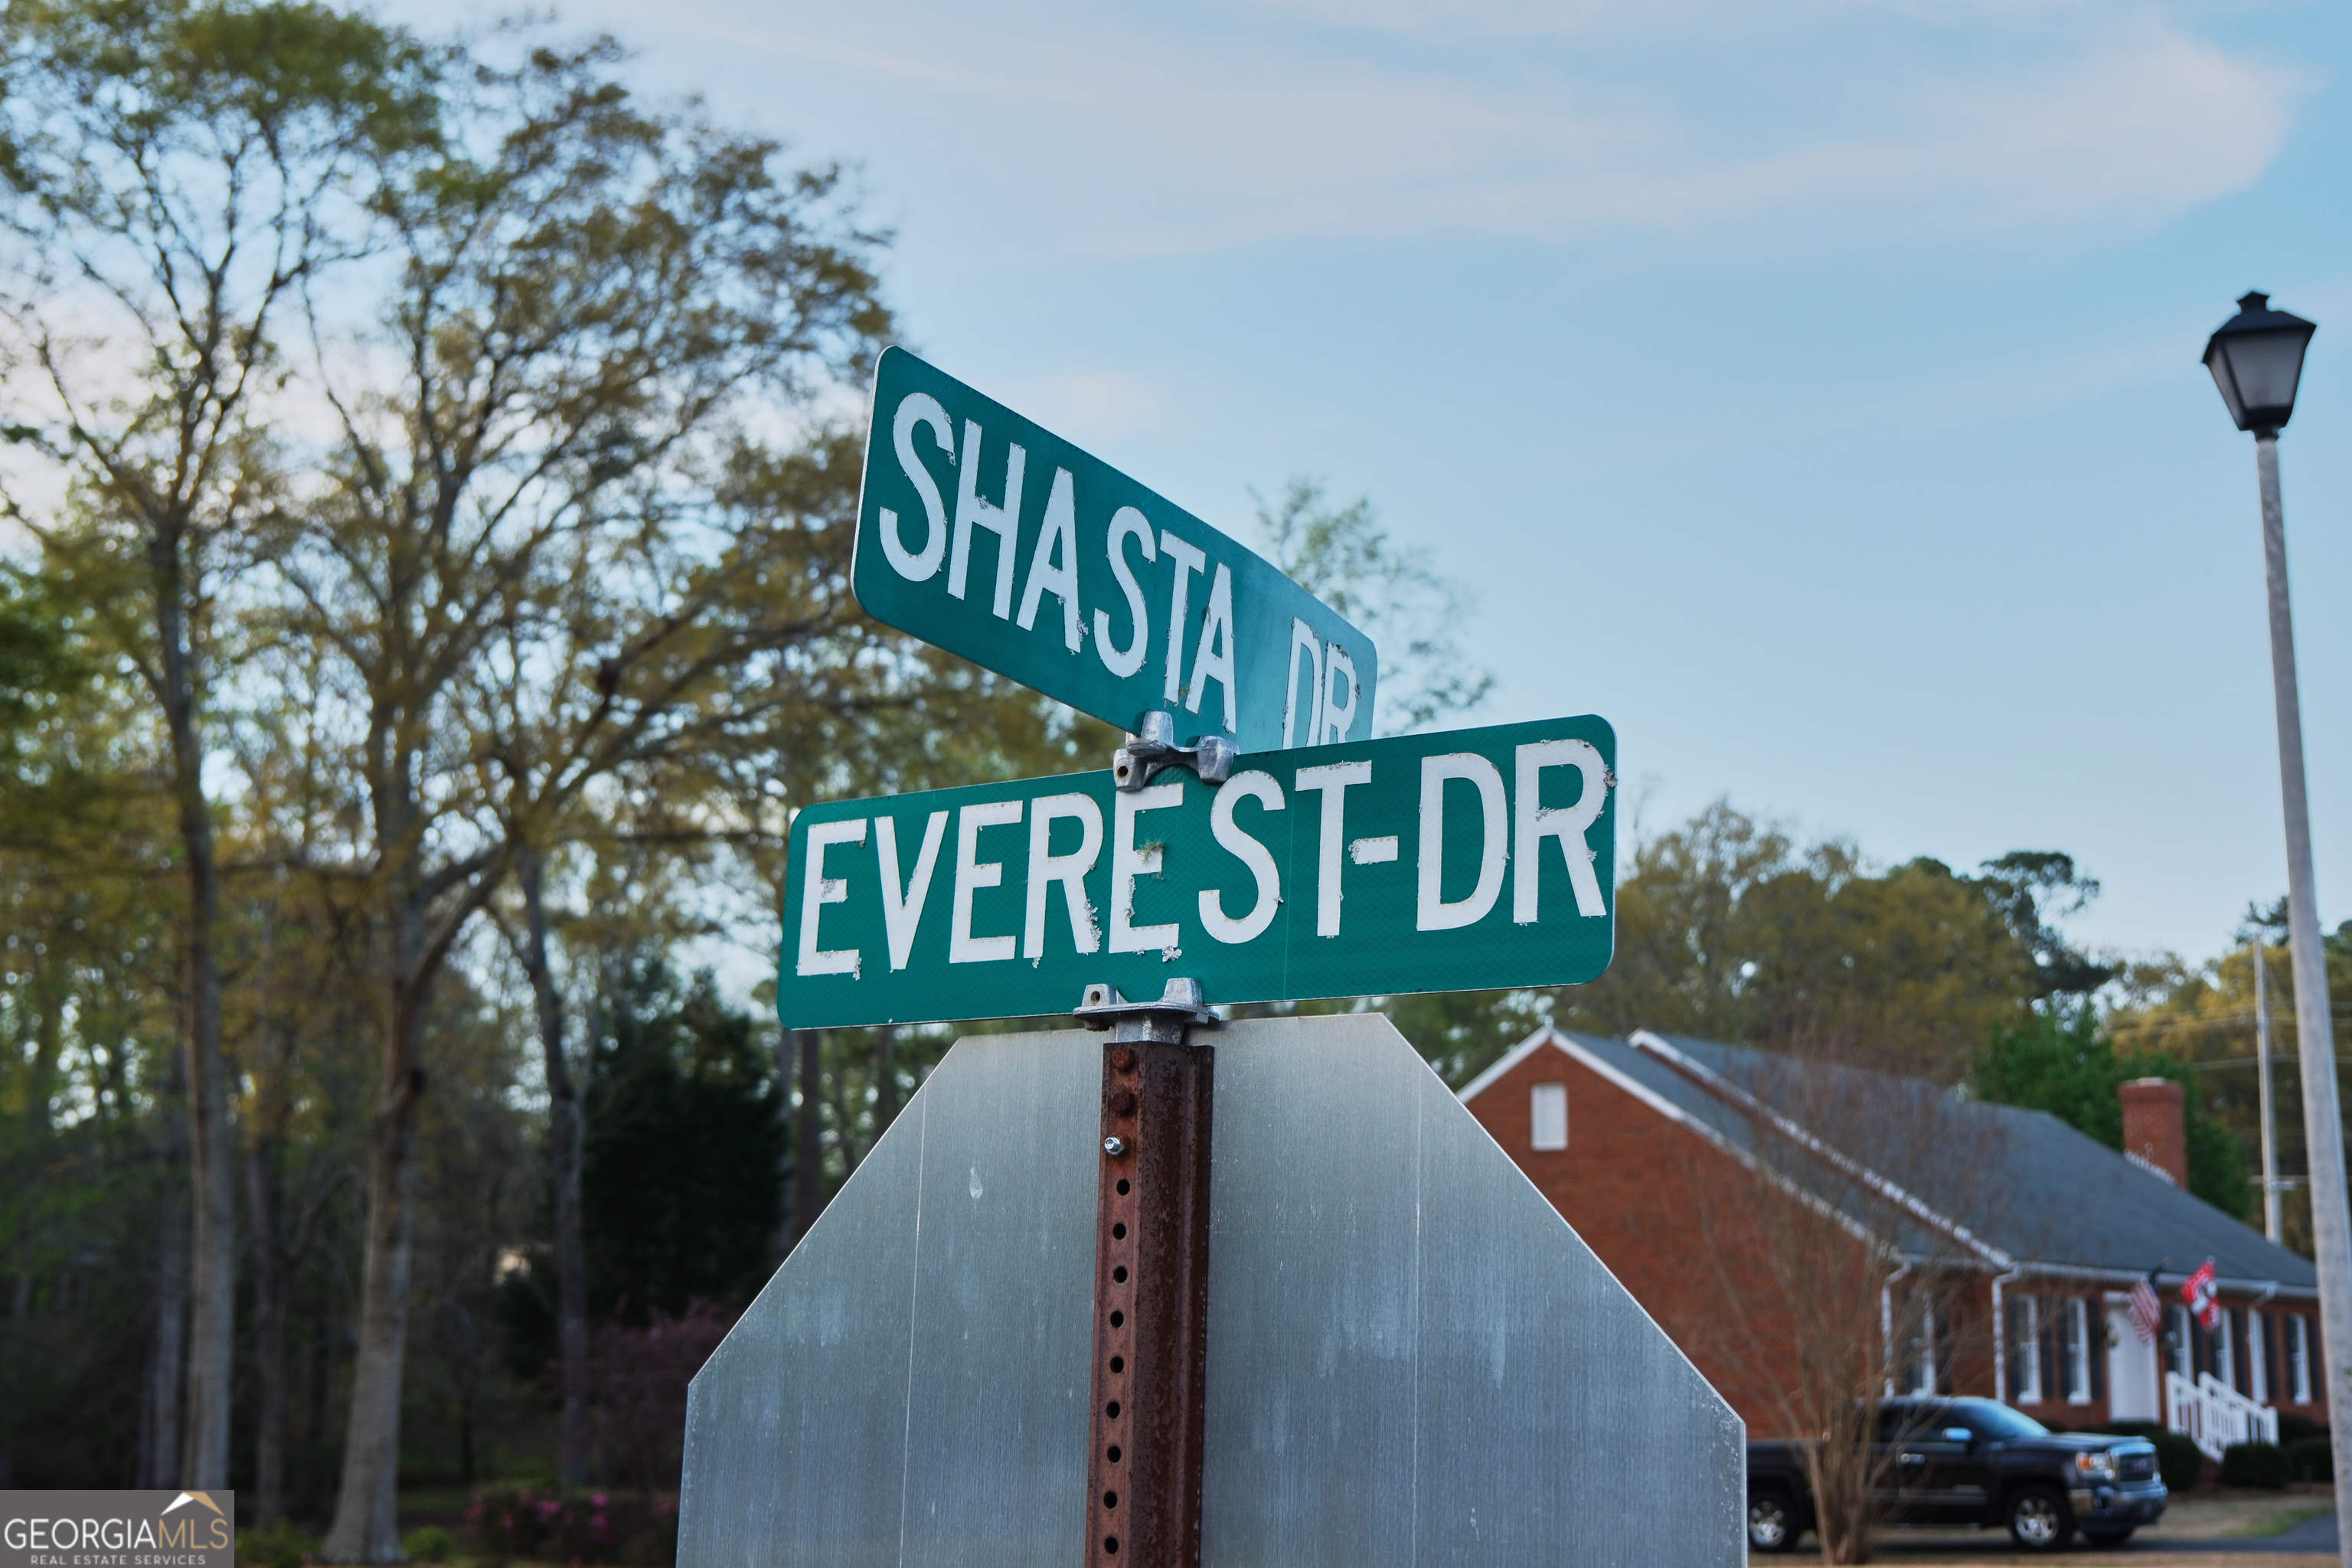 SHASTA DR
EVEREST-DR
GEORGIAMLS
REAL ESTATE SERVICES